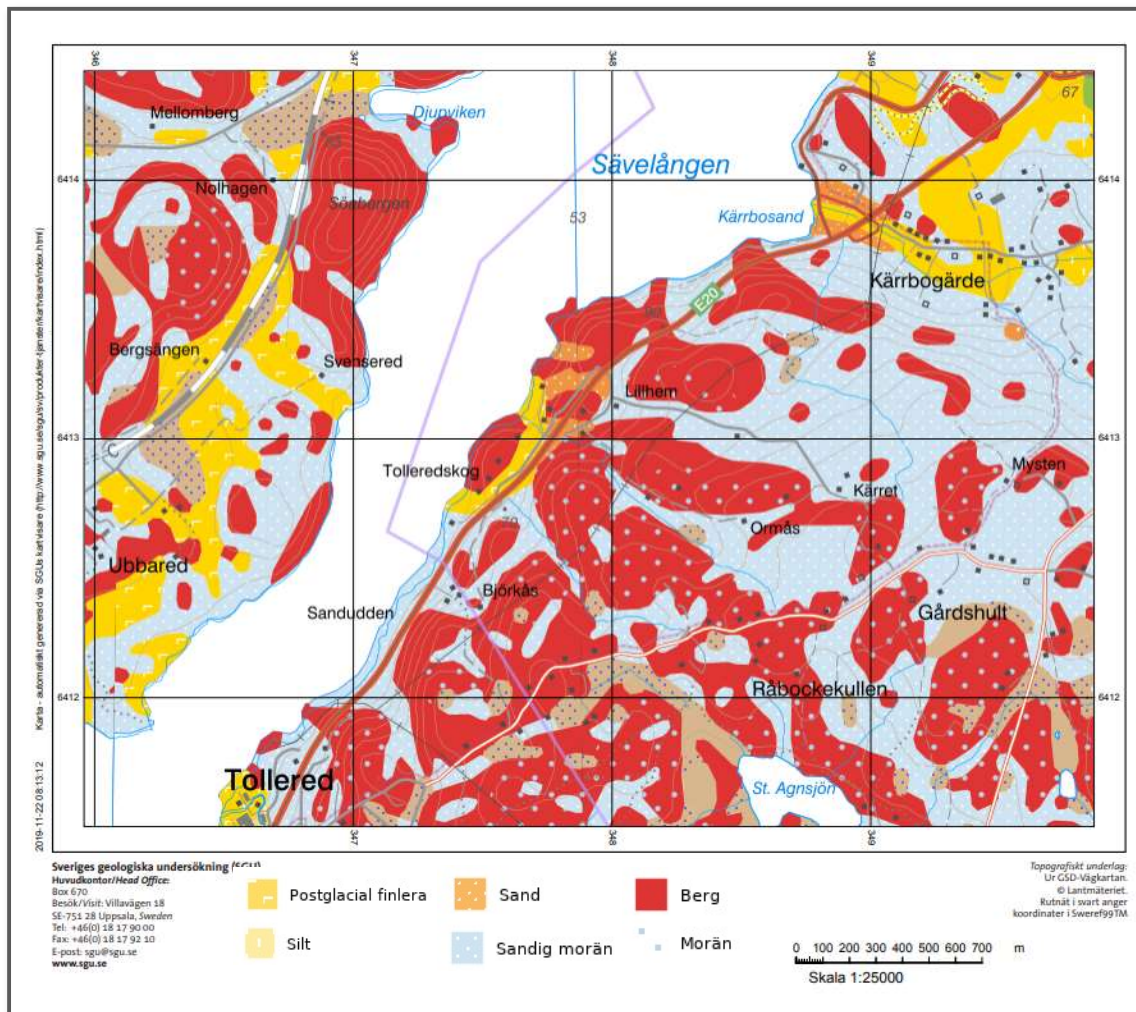 346
347
348
349
67
Mellomberg
Djupviken
Sävelången
6414
6414
Nolhagen
Söabergen
53
Kärrbosand
Kärrbogärde
E20
90
Bergsängen
Svensered
Lillhem
6413
6413
Tolleredskog
Mysten
Kärret
70
Ormås
Ubbared
Björkås
Sandudden
Gårdshult
Råbockekullen
6412
6412
Tollered
St. Agnsjön
347
348
349
2019-11-22 08:13:12 Karta - automatiskt genererad via SGUs kartvisare (http://www.sgu.se/sgu/sv/produkter-tjanster/kartvisare/index.html)
Sveriges geologiska undersökning (SGU)
Huvudkontor/Head Office:
Box 670
Besök/Visit: Villavägen 18
SE-751 28 Uppsala, Sweden
Tel: +46(0) 18 17 90 00
Fax: +46(0) 18 17 92 10
E-post: sgu@sgu.se
www.sgu.se
Postglacial finlera
Sand
Berg
Silt
Sandig morän
Morän
Topografiskt underlag:
Ur GSD-Vägkartan.
© Lantmäteriet.
Rutnät i svart anger
koordinater i Sweref99TM
0 100 200 300 400 500 600 700 m
Skala 1:25000